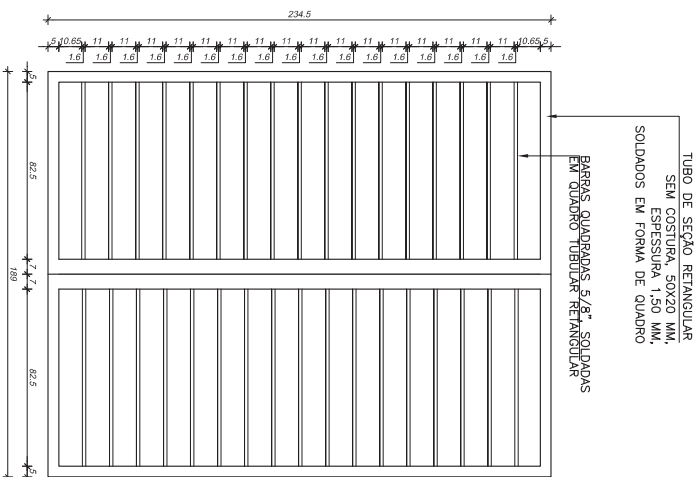 234.5
5 10.65 11 11 11 11 11 11 11 11 11 11 11 11 11 11 11 11 10.65 5
1.6 1.6 1.6 1.6 1.6 1.6 1.6 1.6 1.6 1.6 1.6 1.6 1.6 1.6 1.6 1.6 1.6
5
82.5
7
7
82.5
5
189
TUBO DE SEÇÃO RETANGULAR
SEM COSTURA, 50X20 MM,
ESPESSURA 1,50 MM,
SOLDADOS EM FORMA DE QUADRO
BARRAS QUADRADAS 5/8", SOLDADAS
EM QUADRO TUBULAR RETANGULAR